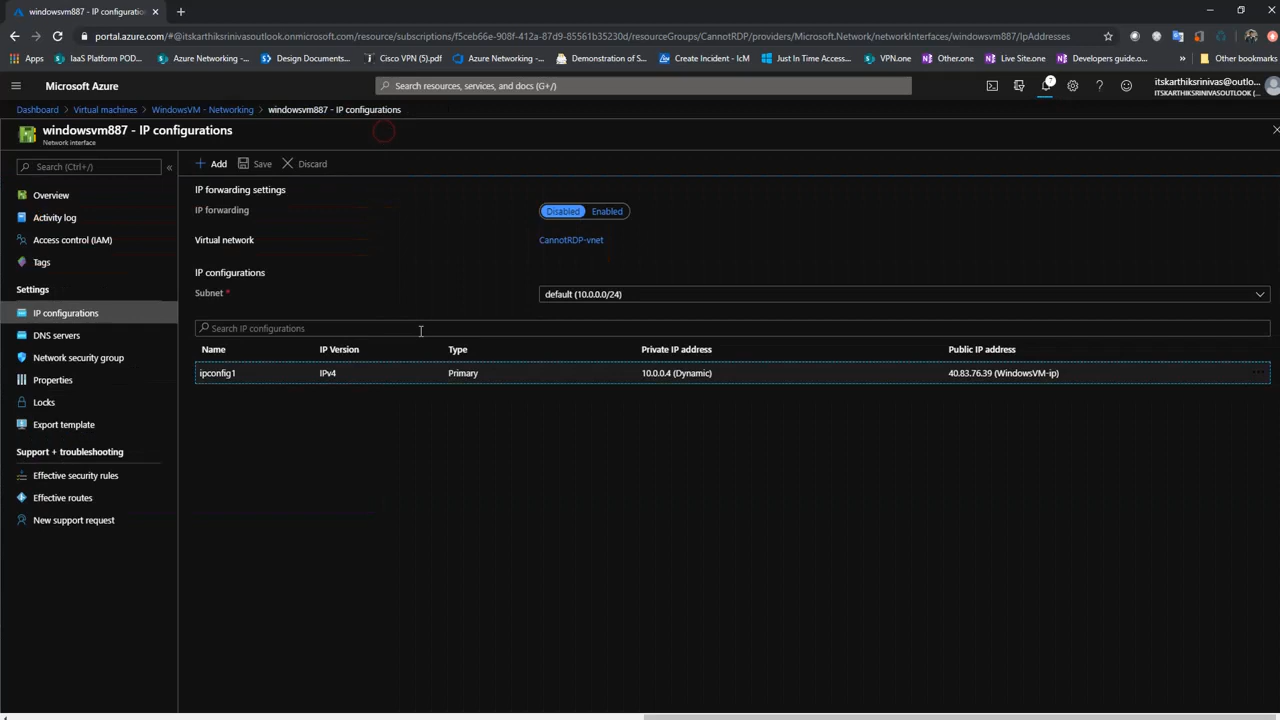 windowsvm887 - IP configurations
portal.azure.com/#@itskarthiksrinivasoutlook.onmicrosoft.com/resource/subscriptions/f5ceb66e-908f-412a-87d9-85561b35230d/resourceGroups/CannotRDP/providers/Microsoft.Network/networkInterfaces/windowsvm887/IpAddresses
Apps IaaS Platform POD... Azure Networking -... Design Documents... Cisco VPN (5).pdf Azure Networking -... Demonstration of S... Create Incident - IcM Just In Time Access... VPN.one Other.one Live Site.one Developers guide.o... » Other bookmarks
Microsoft Azure Search resources, services, and docs (G+/) 7 itskarthiksrinivas@outlo...
ITSKARTHIKSRINIVASOUTLOOK (...
Dashboard > Virtual machines > WindowsVM - Networking > windowsvm887 - IP configurations
windowsvm887 - IP configurations
Network interface
Search (Ctrl+/) «
Overview
Activity log
Access control (IAM)
Tags
Settings
IP configurations
DNS servers
Network security group
Properties
Locks
Export template
Support + troubleshooting
Effective security rules
Effective routes
New support request
Add Save Discard
IP forwarding settings
IP forwarding Disabled Enabled
Virtual network CannotRDP-vnet
IP configurations
Subnet * default (10.0.0.0/24)
Search IP configurations
Name IP Version Type Private IP address Public IP address
ipconfig1 IPv4 Primary 10.0.0.4 (Dynamic) 40.83.76.39 (WindowsVM-ip) ...